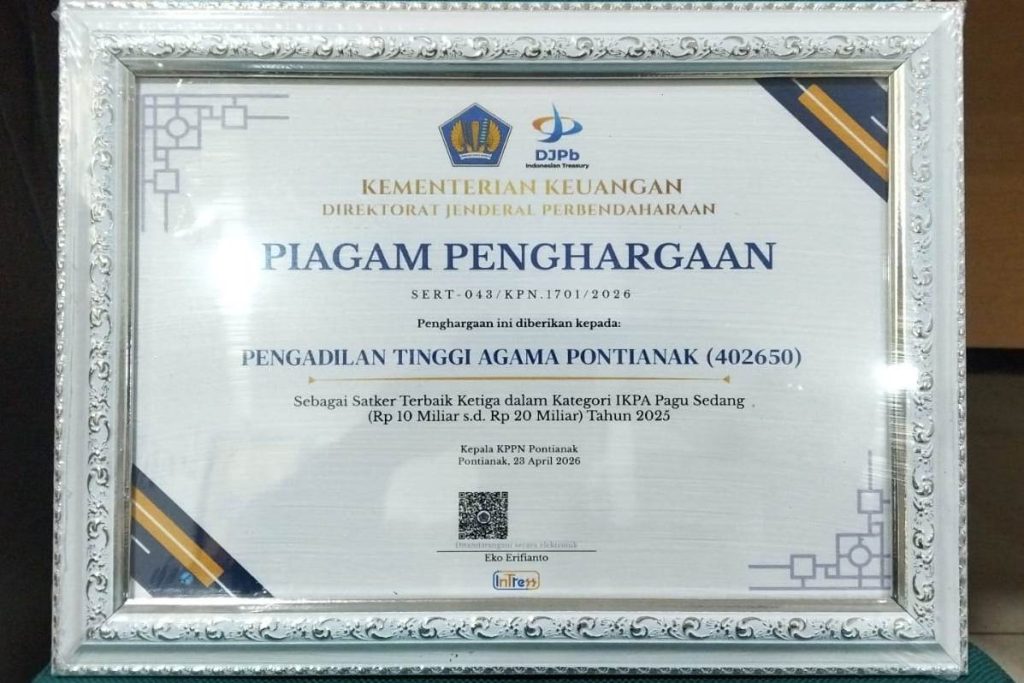 DJPb
Indonesian Treasury
KEMENTERIAN KEUANGAN
DIREKTORAT JENDERAL PERBENDAHARAAN
PIAGAM PENGHARGAAN
SERT-043/KPN.1701/2026
Penghargaan ini diberikan kepada:
PENGADILAN TINGGI AGAMA PONTIANAK (402650)
Sebagai Satker Terbaik Ketiga dalam Kategori IKPA Pagu Sedang
(Rp 10 Miliar s.d. Rp 20 Miliar) Tahun 2025
Kepala KPPN Pontianak
Pontianak, 23 April 2026
Ditandatangani secara elektronik
Eko Erifianto
InTress